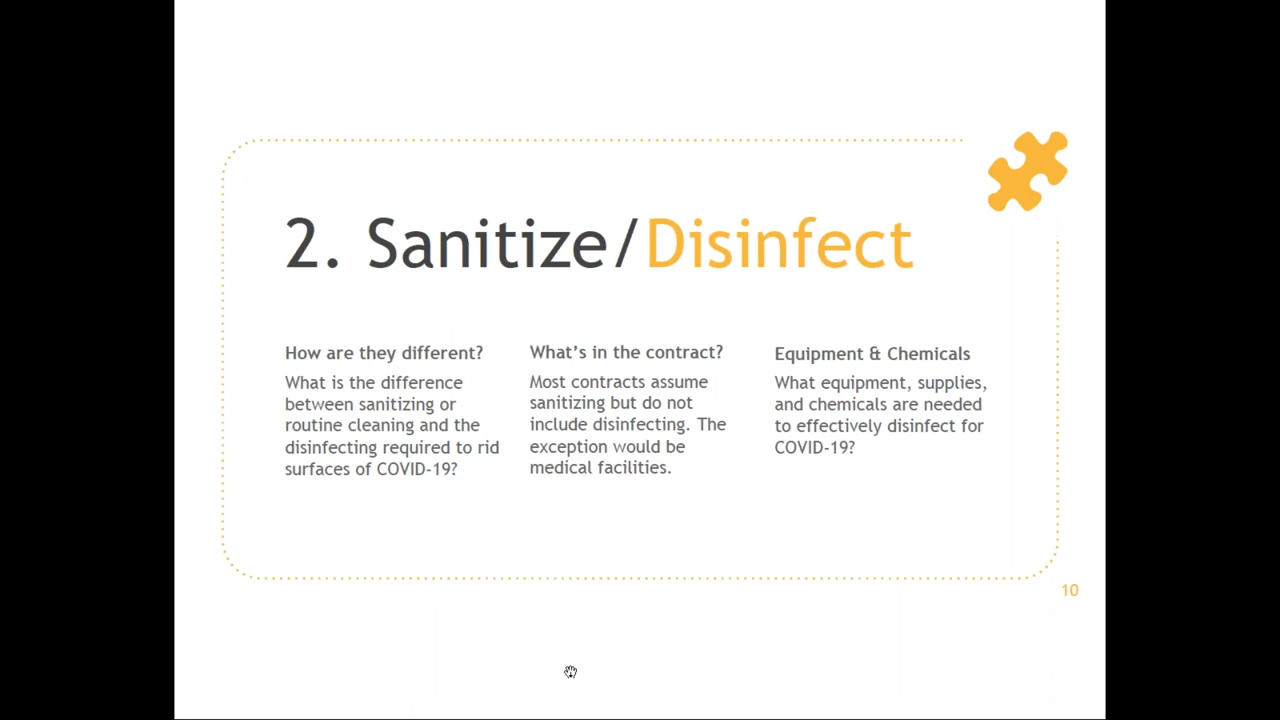 2. Sanitize/Disinfect
How are they different?
What is the difference
between sanitizing or
routine cleaning and the
disinfecting required to rid
surfaces of COVID-19?
What’s in the contract?
Most contracts assume
sanitizing but do not
include disinfecting. The
exception would be
medical facilities.
Equipment & Chemicals
What equipment, supplies,
and chemicals are needed
to effectively disinfect for
COVID-19?
10